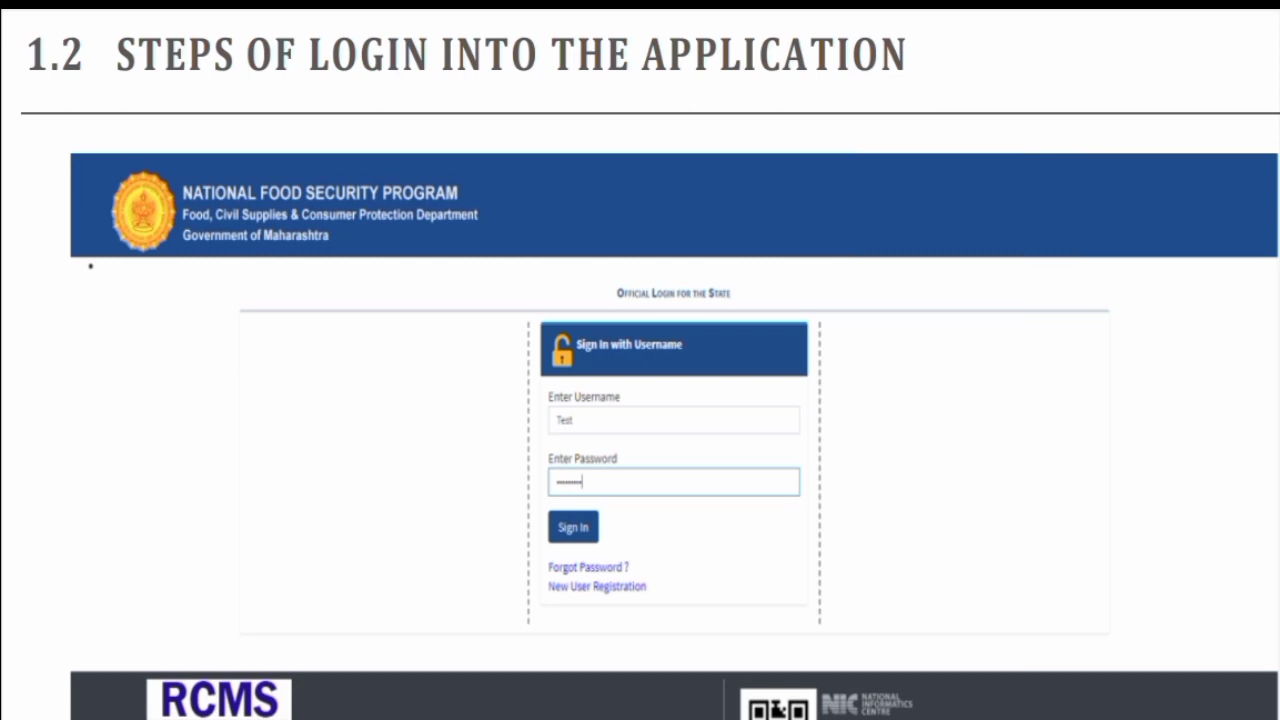 1.2 STEPS OF LOGIN INTO THE APPLICATION
NATIONAL FOOD SECURITY PROGRAM
Food, Civil Supplies & Consumer Protection Department
Government of Maharashtra
OFFICIAL LOGIN FOR THE STATE
Sign In with Username
Enter Username
Test
Enter Password
Sign In
Forgot Password ?
New User Registration
RCMS
NIC NATIONAL
INFORMATICS
CENTRE